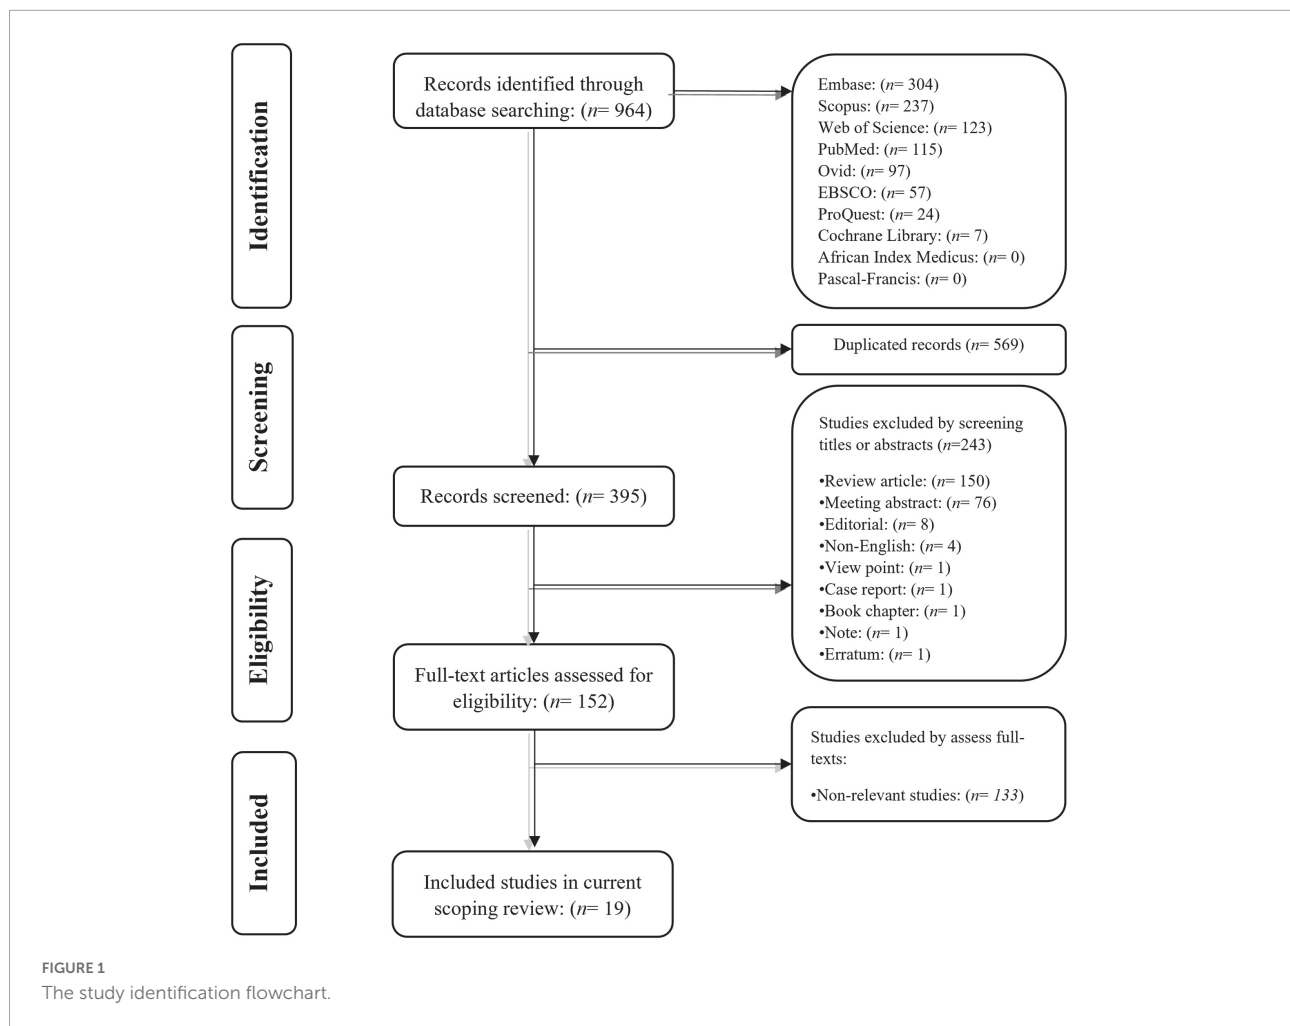 Identification
Records identified through
database searching: (n= 964)
Embase: (n= 304)
Scopus: (n= 237)
Web of Science: (n= 123)
PubMed: (n= 115)
Ovid: (n= 97)
EBSCO: (n= 57)
ProQuest: (n= 24)
Cochrane Library: (n= 7)
African Index Medicus: (n= 0)
Pascal-Francis: (n= 0)
Screening
Duplicated records (n= 569)
Records screened: (n= 395)
Studies excluded by screening
titles or abstracts (n=243)
•Review article: (n= 150)
•Meeting abstract: (n= 76)
•Editorial: (n= 8)
•Non-English: (n= 4)
•View point: (n= 1)
•Case report: (n= 1)
•Book chapter: (n= 1)
•Note: (n= 1)
•Erratum: (n= 1)
Eligibility
Full-text articles assessed for
eligibility: (n= 152)
Studies excluded by assess full-
texts:
•Non-relevant studies: (n= 133)
Included
Included studies in current
scoping review: (n= 19)
FIGURE 1
The study identification flowchart.